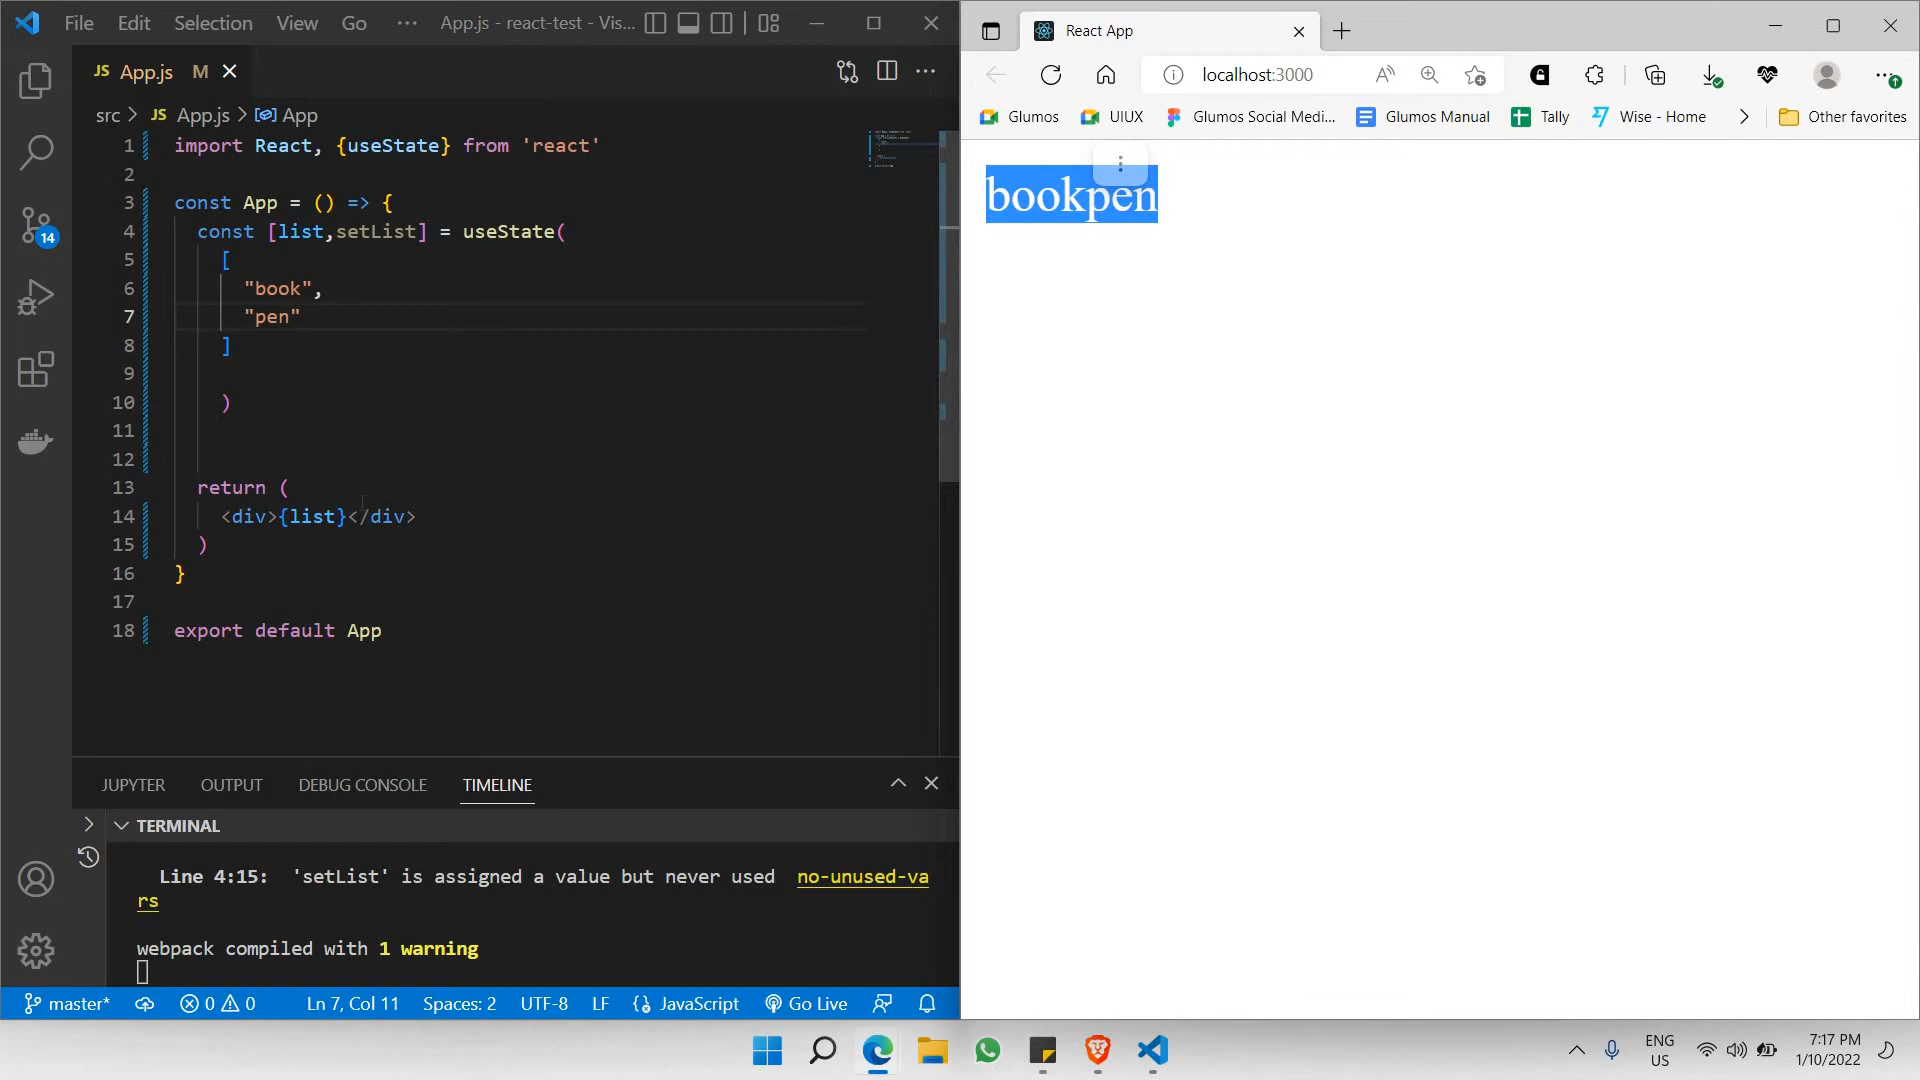 File Edit Selection View Go ··· App.js - react-test - Vis...
JS App.js M
src > JS App.js > App
1 import React, {useState} from 'react'
2
3 const App = () => {
4 const [list,setList] = useState(
5 [
6 "book",
7 "pen"
8 ]
9
10 )
11
12
13 return (
14 <div>{list}</div>
15 )
16 }
17
18 export default App
14
JUPYTER OUTPUT DEBUG CONSOLE TIMELINE
TERMINAL
Line 4:15: 'setList' is assigned a value but never used no-unused-va
rs
webpack compiled with 1 warning
master* 0 0 Ln 7, Col 11 Spaces: 2 UTF-8 LF JavaScript Go Live
React App
localhost:3000
Glumos UIUX Glumos Social Medi... Glumos Manual Tally Wise - Home Other favorites
bookpen
ENG
US
7:17 PM
1/10/2022